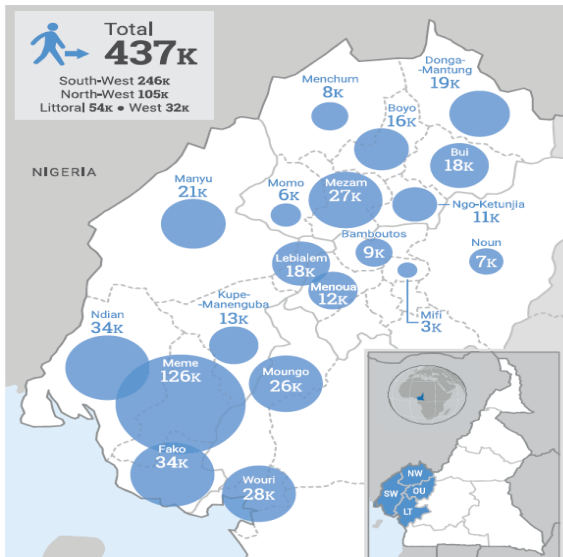 Total
437K
South-West 246K
North-West 105K
Littoral 54K ● West 32K
NIGERIA
Menchum
8K
Donga-
Mantung
19K
Boyo
16K
Bui
18K
Manyu
21K
Momo
6K
Mezam
27K
Ngo-Ketunjia
11K
Bamboutos
9K
Noun
7K
Lebialem
18K
Menoua
12K
Mifi
3K
Kupe-
Manenguba
13K
Ndian
34K
Meme
126K
Moungo
26K
Fako
34K
Wouri
28K
NW
SW
OU
LT